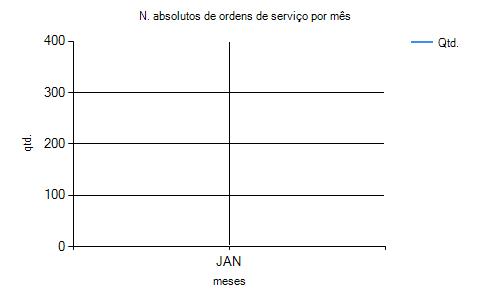 N. absolutos de ordens de serviço por mês
Qtd.
400
300
200
100
0
qtd.
JAN
meses